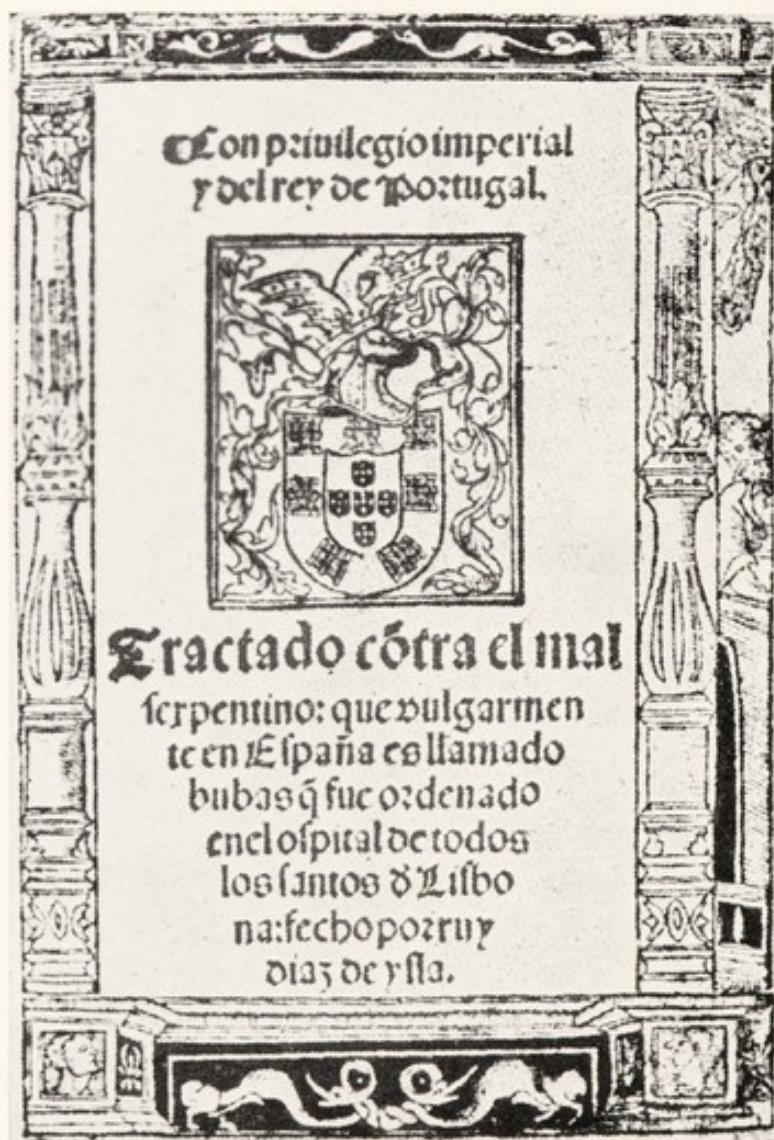 Con priuilegio imperial
y del rey de Portugal.
Tractado cōtra el mal
serpentino: que vulgarmen
te en España es llamado
bubas q̄ fue ordenado
enel ospital de todos
los santos đ Lisbo
na: fecho por ruy
diaz de ysla.